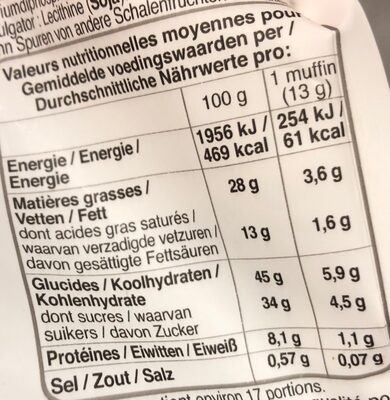 ulgator : Lécithine (Soja)
nn Spuren von andere Schalenfrüchten
Valeurs nutritionnelles moyennes pour
Gemiddelde voedingswaarden per /
Durchschnittliche Nährwerte pro:
100 g
1 muffin
(13 g)
Energie / Energie /
Energie
1956 kJ /
469 kcal
254 kJ /
61 kcal
Matières grasses /
Vetten / Fett
28 g
3,6 g
dont acides gras saturés /
waarvan verzadigde vetzuren /
davon gesättigte Fettsäuren
13 g
1,6 g
Glucides / Koolhydraten /
Kohlenhydrate
45 g
5,9 g
dont sucres / waarvan
suikers / davon Zucker
34 g
4,5 g
Protéines / Eiwitten / Eiweiß
8,1 g
1,1 g
Sel / Zout / Salz
0,57 g
0,07 g
environ 17 portions.